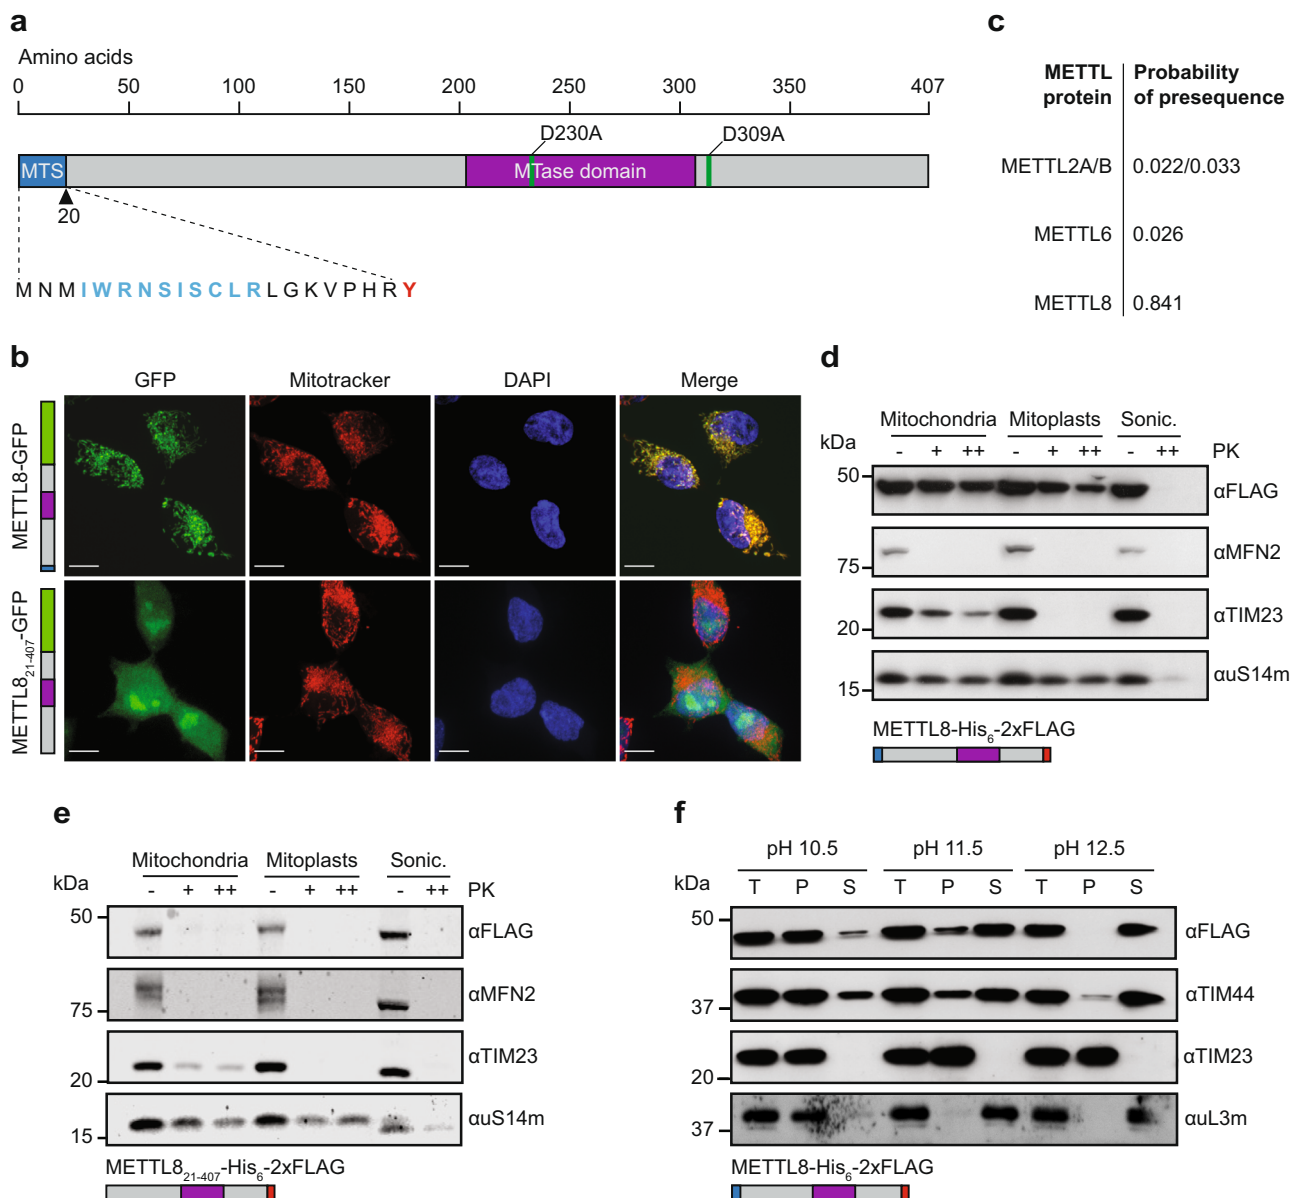 a
Amino acids
0 50 100 150 200 250 300 350 407
D230A D309A
MTS MTase domain
20
M N M I W R N S I S C L R L G K V P H R Y
c
METTL protein Probability of presequence
METTL2A/B 0.022/0.033
METTL6 0.026
METTL8 0.841
b
GFP Mitotracker DAPI Merge
METTL8-GFP
METTL8₂₁₋₄₀₇-GFP
d
Mitochondria Mitoplasts Sonic.
kDa - + ++ - + ++ - ++ PK
50 αFLAG
75 αMFN2
20 αTIM23
15 αuS14m
METTL8-His₆-2xFLAG
e
Mitochondria Mitoplasts Sonic.
kDa - + ++ - + ++ - ++ PK
50 αFLAG
75 αMFN2
20 αTIM23
15 αuS14m
METTL8₂₁₋₄₀₇-His₆-2xFLAG
f
pH 10.5 pH 11.5 pH 12.5
kDa T P S T P S T P S
50 αFLAG
37 αTIM44
20 αTIM23
37 αuL3m
METTL8-His₆-2xFLAG